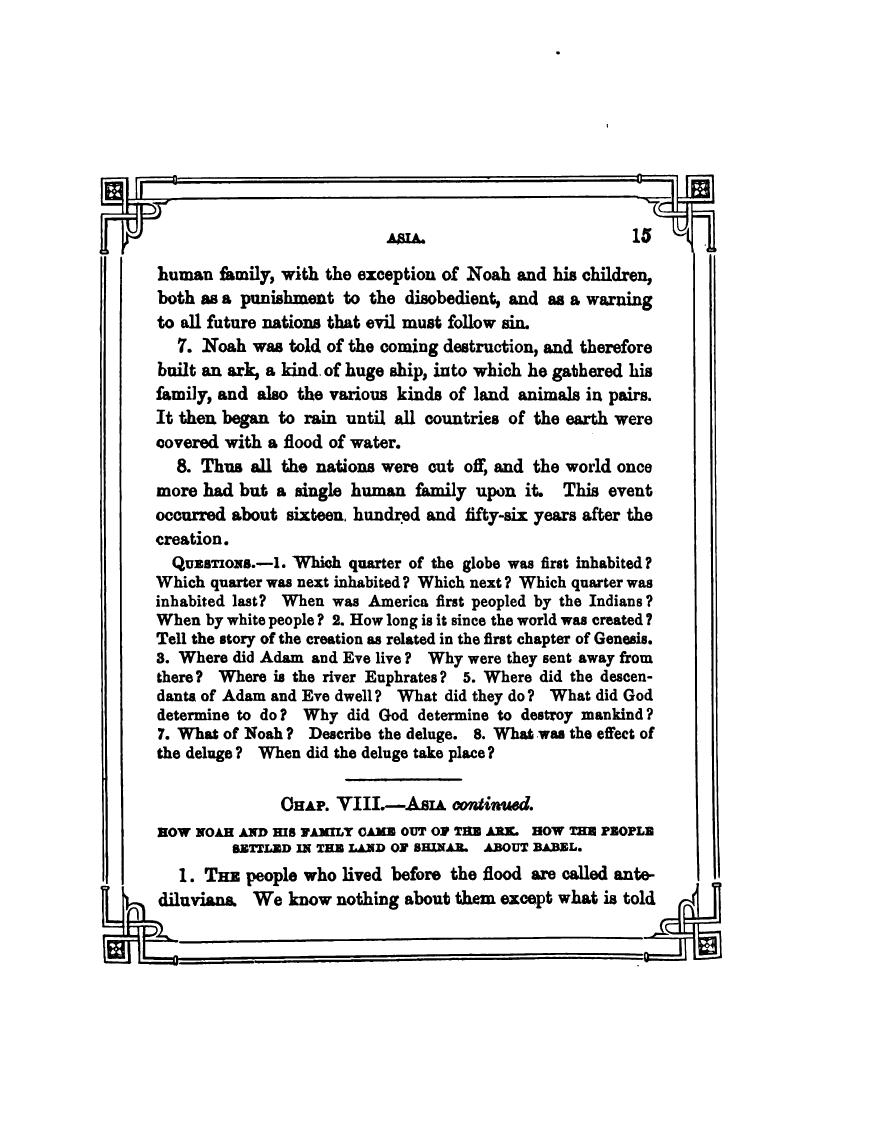 ASIA. 15
human family, with the exception of Noah and his children,
both as a punishment to the disobedient, and as a warning
to all future nations that evil must follow sin.
7. Noah was told of the coming destruction, and therefore
built an ark, a kind of huge ship, into which he gathered his
family, and also the various kinds of land animals in pairs.
It then began to rain until all countries of the earth were
covered with a flood of water.
8. Thus all the nations were cut off, and the world once
more had but a single human family upon it. This event
occurred about sixteen hundred and fifty-six years after the
creation.
QUESTIONS.—1. Which quarter of the globe was first inhabited?
Which quarter was next inhabited? Which next? Which quarter was
inhabited last? When was America first peopled by the Indians?
When by white people? 2. How long is it since the world was created?
Tell the story of the creation as related in the first chapter of Genesis.
3. Where did Adam and Eve live? Why were they sent away from
there? Where is the river Euphrates? 5. Where did the descen-
dants of Adam and Eve dwell? What did they do? What did God
determine to do? Why did God determine to destroy mankind?
7. What of Noah? Describe the deluge. 8. What was the effect of
the deluge? When did the deluge take place?
CHAP. VIII.—ASIA continued.
HOW NOAH AND HIS FAMILY CAME OUT OF THE ARK. HOW THE PEOPLE
SETTLED IN THE LAND OF SHINAR. ABOUT BABEL.
1. THE people who lived before the flood are called ante-
diluvians. We know nothing about them except what is told